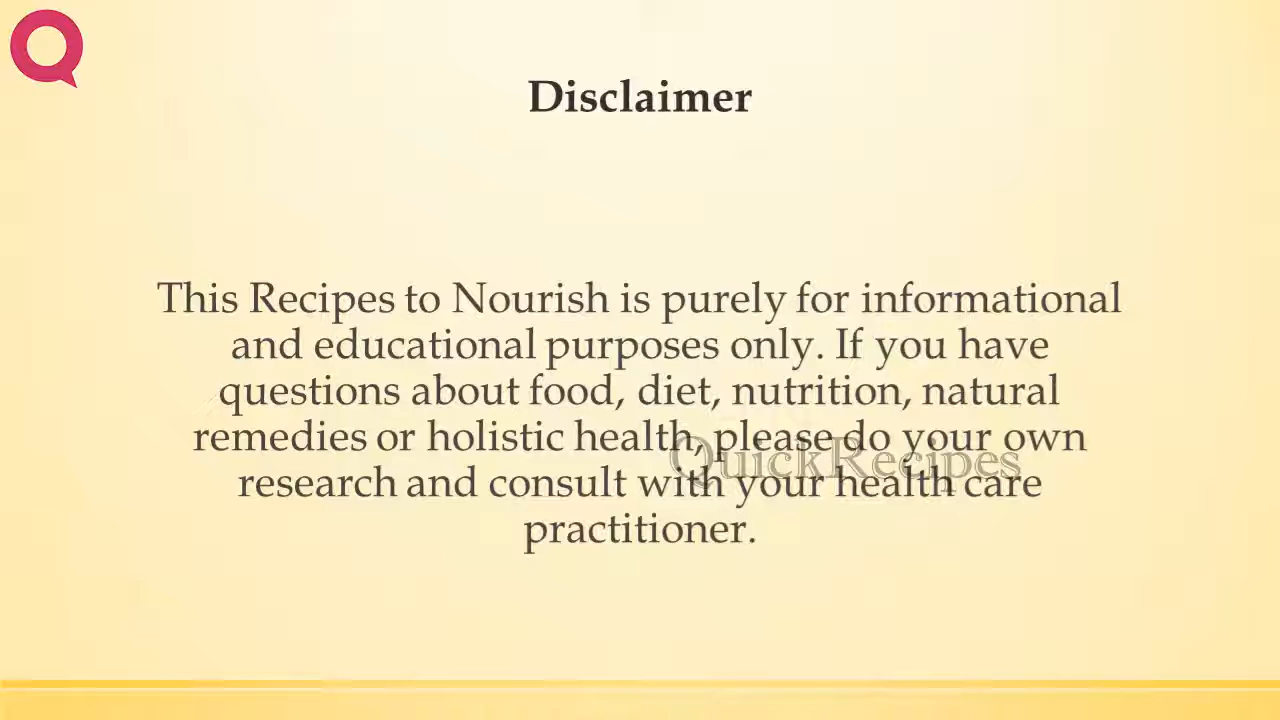 Disclaimer
This Recipes to Nourish is purely for informational
and educational purposes only. If you have
questions about food, diet, nutrition, natural
remedies or holistic health, please do your own
QuickRecipes
research and consult with your health care
practitioner.